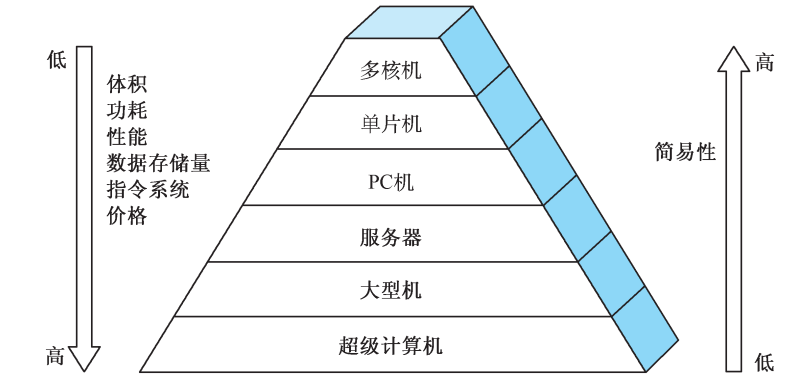 低
体积
功耗
性能
数据存储量
指令系统
价格
高
多核机
单片机
PC机
服务器
大型机
超级计算机
高
简易性
低